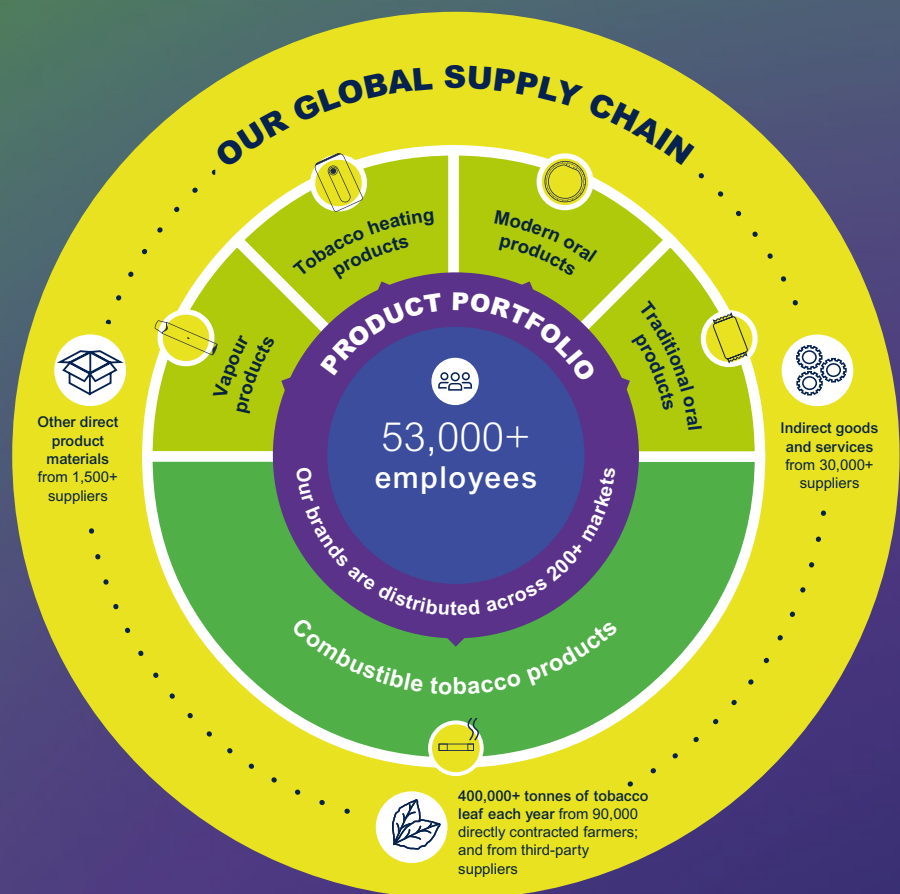 OUR GLOBAL SUPPLY CHAIN
Tobacco heating
products
Modern oral
products
Vapour
products
Traditional oral
products
PRODUCT PORTFOLIO
53,000+
employees
Our brands are distributed across 200+ markets
Combustible tobacco products
Other direct
product
materials
from 1,500+
suppliers
Indirect goods
and services
from 30,000+
suppliers
400,000+ tonnes of tobacco
leaf each year from 90,000
directly contracted farmers;
and from third-party
suppliers